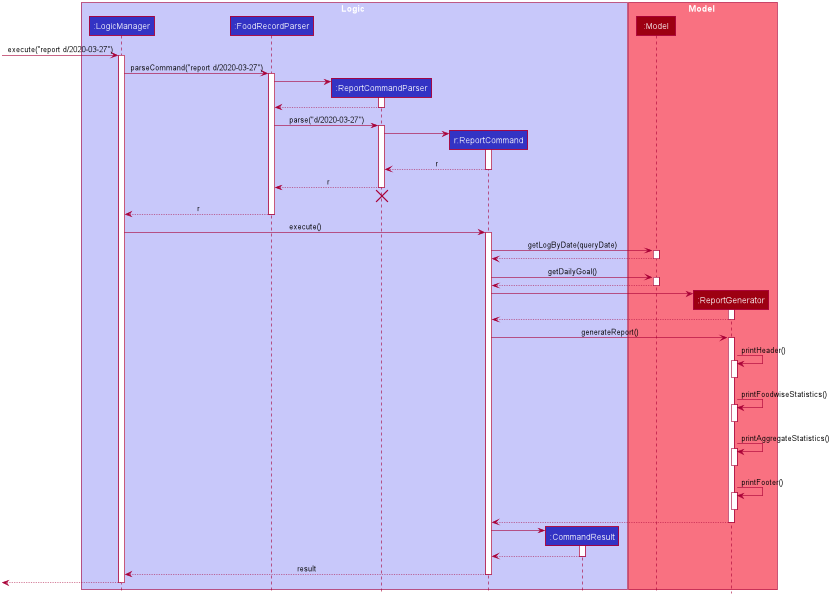 Logic
Model
:LogicManager
:FoodRecordParser
:Model
execute("report d/2020-03-27")
parseCommand("report d/2020-03-27")
:ReportCommandParser
parse("d/2020-03-27")
r:ReportCommand
r
r
r
execute()
getLogByDate(queryDate)
getDailyGoal()
:ReportGenerator
generateReport()
printHeader()
printFoodwiseStatistics()
printAggregateStatistics()
printFooter()
:CommandResult
result